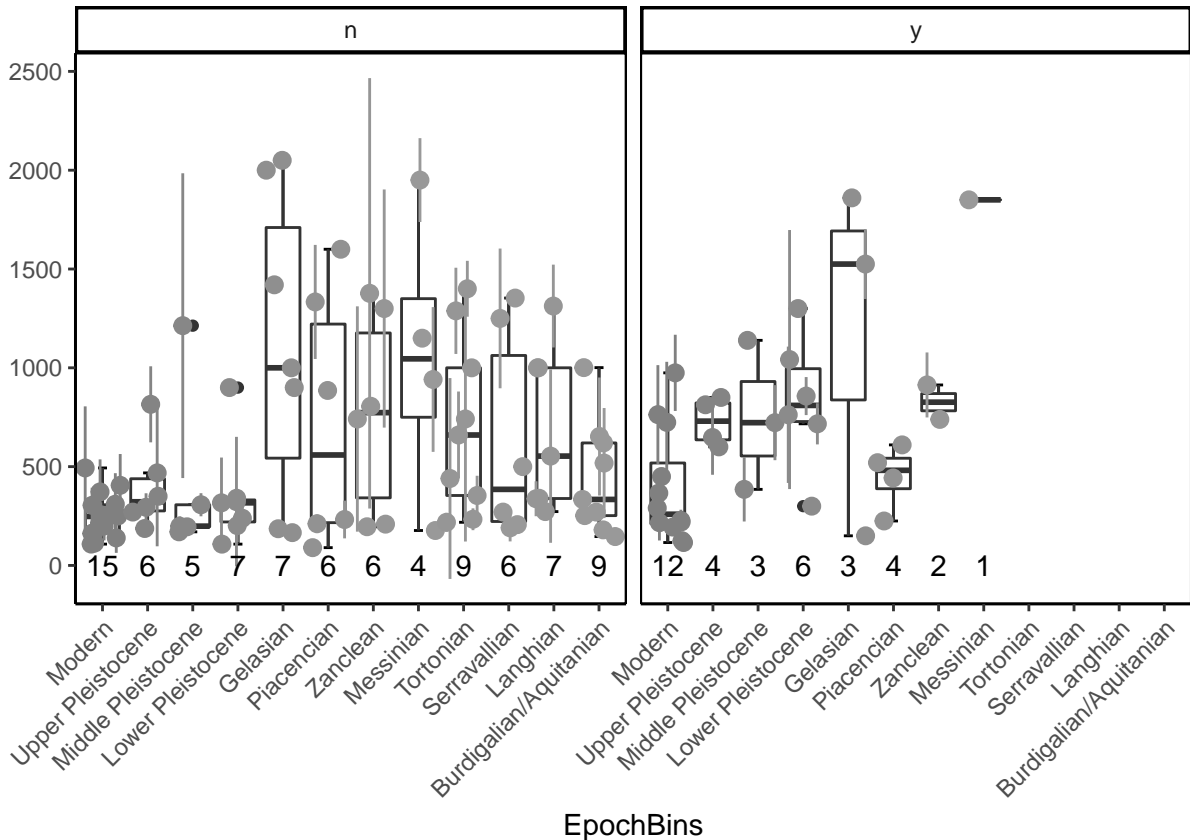 n
y
2500
2000
1500
1000
500
0
15 6 5 7 7 6 6 4 9 6 7 9
12 4 3 6 3 4 2 1
Modern
Upper Pleistocene
Middle Pleistocene
Lower Pleistocene
Gelasian
Piacencian
Zanclean
Messinian
Tortonian
Serravallian
Langhian
Burdigalian/Aquitanian
Modern
Upper Pleistocene
Middle Pleistocene
Lower Pleistocene
Gelasian
Piacencian
Zanclean
Messinian
Tortonian
Serravallian
Langhian
Burdigalian/Aquitanian
EpochBins